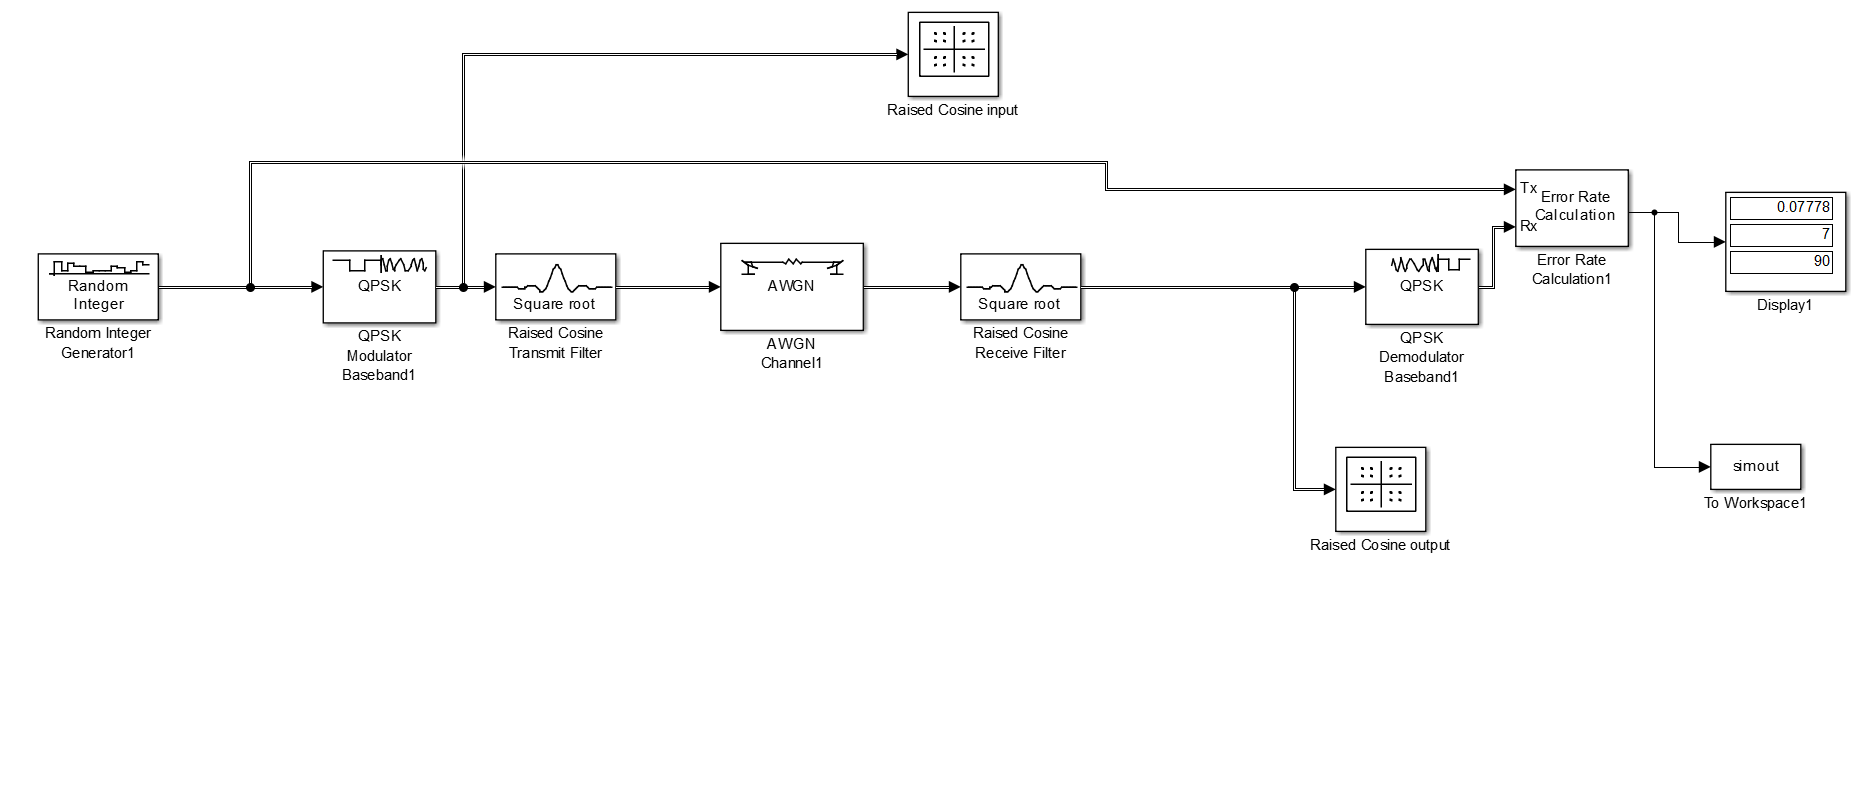 Raised Cosine input
Tx
Error Rate
Calculation
Rx
Error Rate
Calculation1
0.07778
7
90
Display1
Random
Integer
Random Integer
Generator1
QPSK
QPSK
Modulator
Baseband1
Square root
Raised Cosine
Transmit Filter
AWGN
AWGN
Channel1
Square root
Raised Cosine
Receive Filter
QPSK
QPSK
Demodulator
Baseband1
simout
To Workspace1
Raised Cosine output